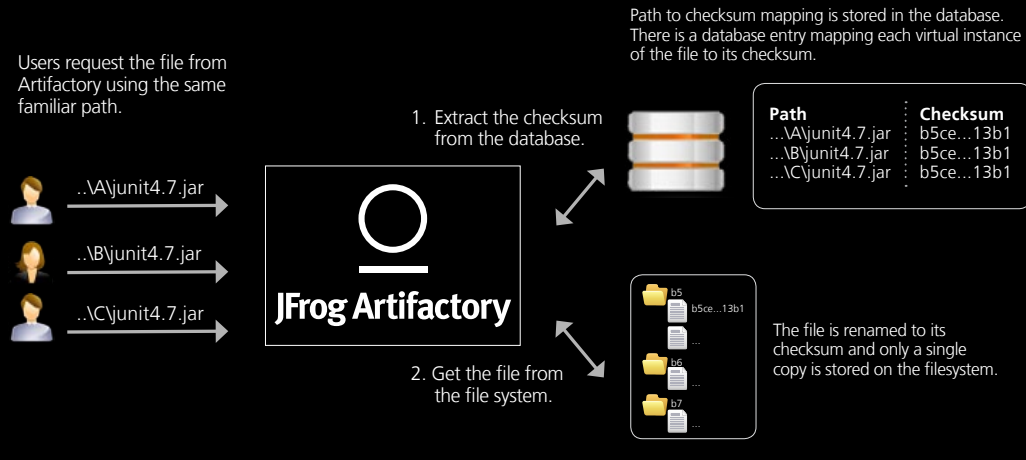 Path to checksum mapping is stored in the database.
There is a database entry mapping each virtual instance
of the file to its checksum.
Users request the file from
Artifactory using the same
familiar path.
1. Extract the checksum
from the database.
Path Checksum
...\A\junit4.7.jar b5ce...13b1
...\B\junit4.7.jar b5ce...13b1
...\C\junit4.7.jar b5ce...13b1
..\A\junit4.7.jar
..\B\junit4.7.jar
..\C\junit4.7.jar
JFrog Artifactory
2. Get the file from
the file system.
b5
b5ce...13b1
...
b6
...
b7
...
The file is renamed to its
checksum and only a single
copy is stored on the filesystem.